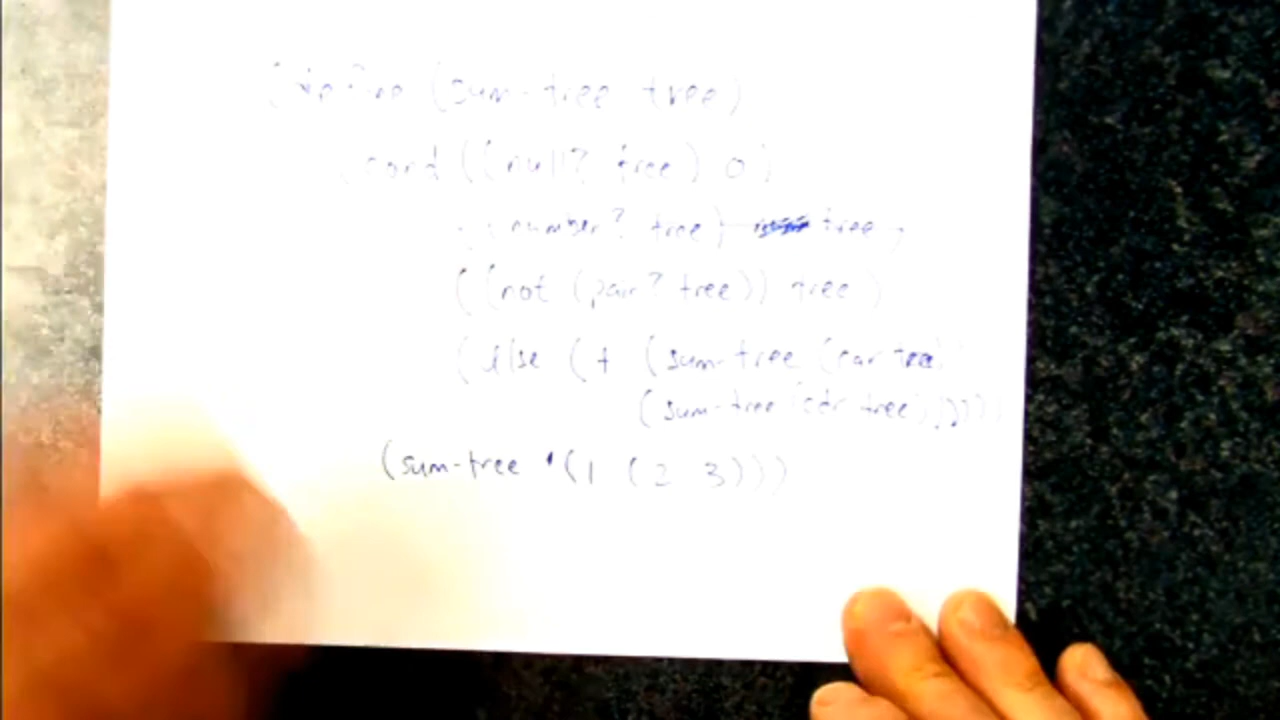 (define (sum-tree tree)
(cond ((null? tree) 0)
((number? tree) tree)
((not (pair? tree)) tree)
(else (+ (sum-tree (car tree)
(sum-tree (cdr tree)))))
(sum-tree '(1 (2 3)))